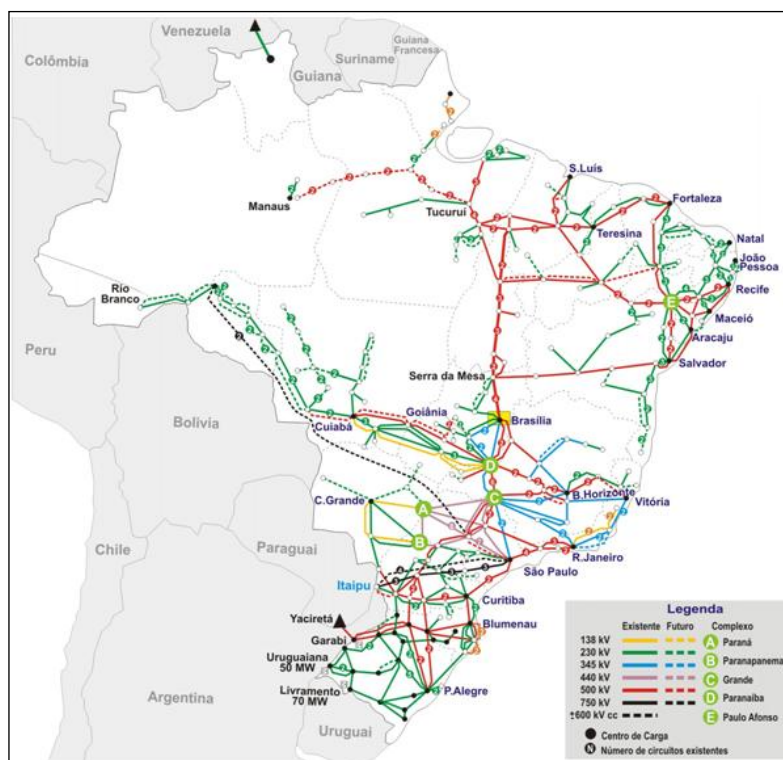 Venezuela
Guiana
Francesa
Suriname
Guiana
Colômbia
Manaus
Tucuruí
S.Luís
Fortaleza
Teresina
Natal
João
Pessoa
Recife
Maceió
Aracaju
Salvador
Rio
Branco
Peru
Bolivia
Serra da Mesa
Goiânia
Brasília
Cuiabá
C.Grande
B.Horizonte
Vitória
R.Janeiro
São Paulo
Chile
Paraguai
Itaipu
Curitiba
Blumenau
Yaciretá
Garabi
Uruguaiana
50 MW
Livramento
70 MW
P.Alegre
Argentina
Uruguai
A
B
C
D
E
Legenda
Existente Futuro Complexo
138 kV A Paraná
230 kV B Paranapanema
345 kV C Grande
440 kV D Paranaiba
500 kV E Paulo Afonso
750 kV
±600 kV cc
Centro de Carga
N Número de circuitos existentes